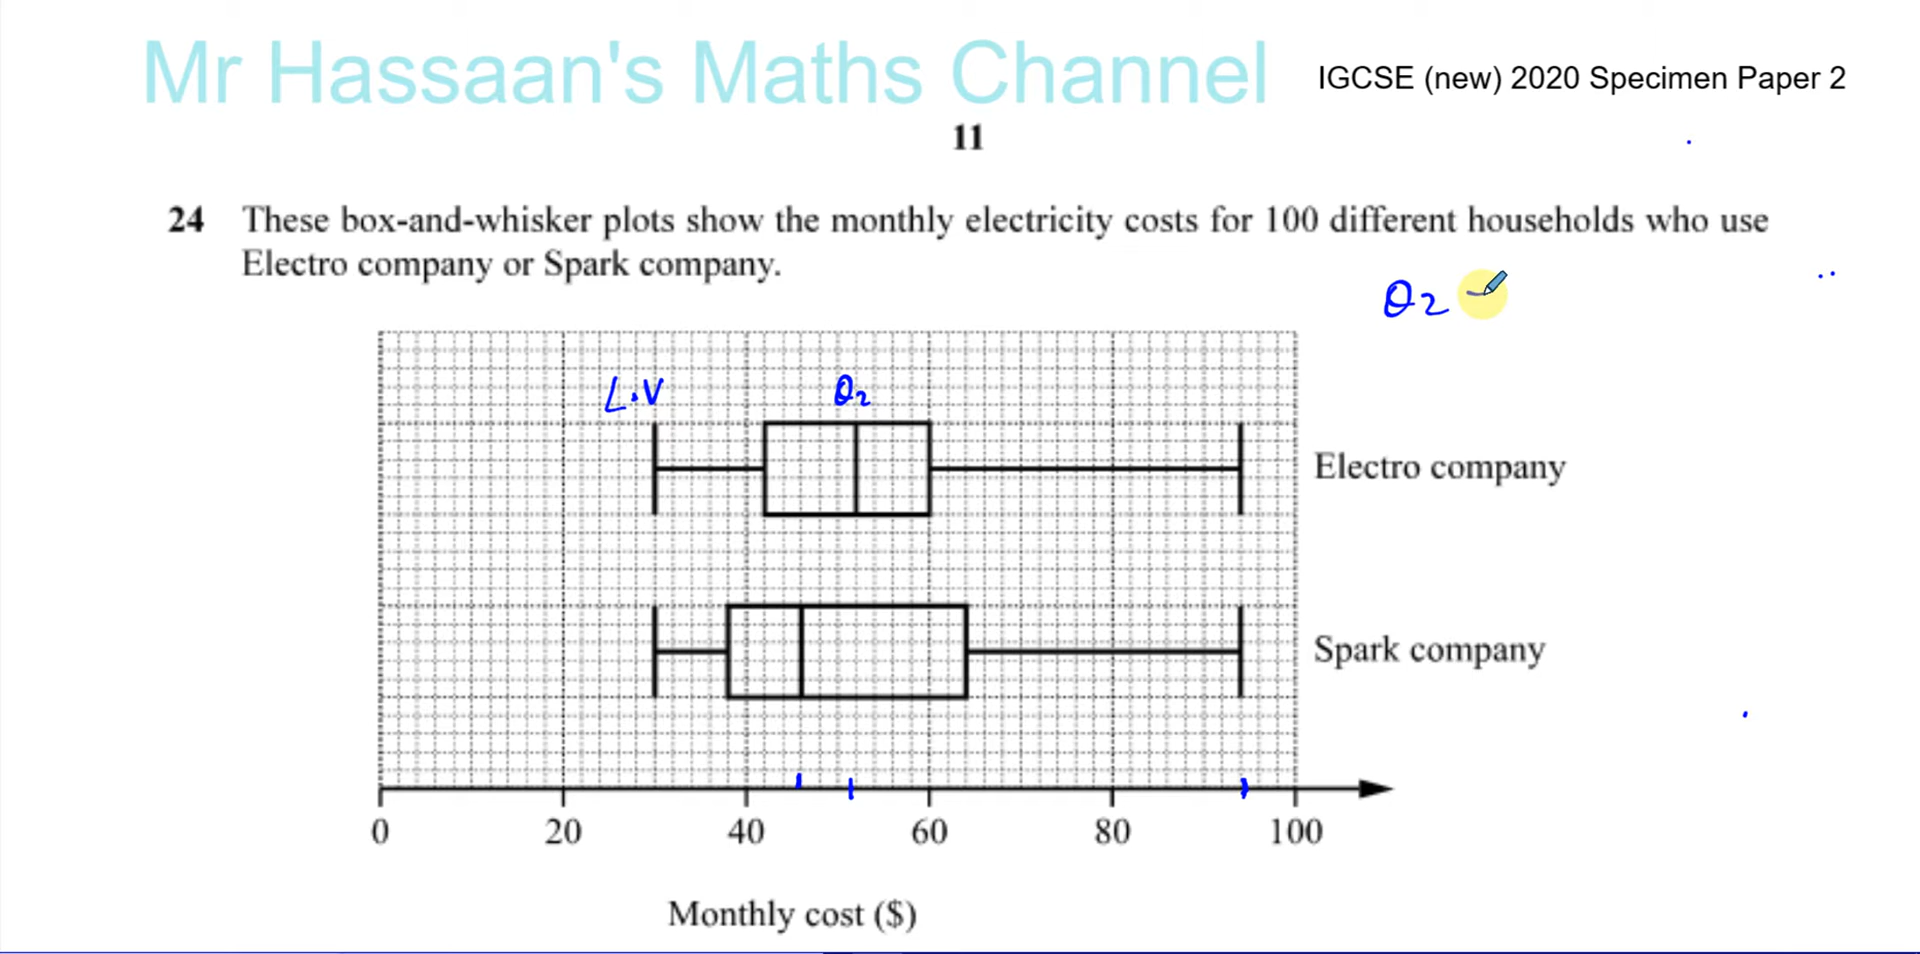 Mr Hassaan's Maths Channel
IGCSE (new) 2020 Specimen Paper 2
11
24 These box-and-whisker plots show the monthly electricity costs for 100 different households who use
Electro company or Spark company.
Q2
L.V Q2
Electro company
Spark company
0 20 40 60 80 100
Monthly cost ($)